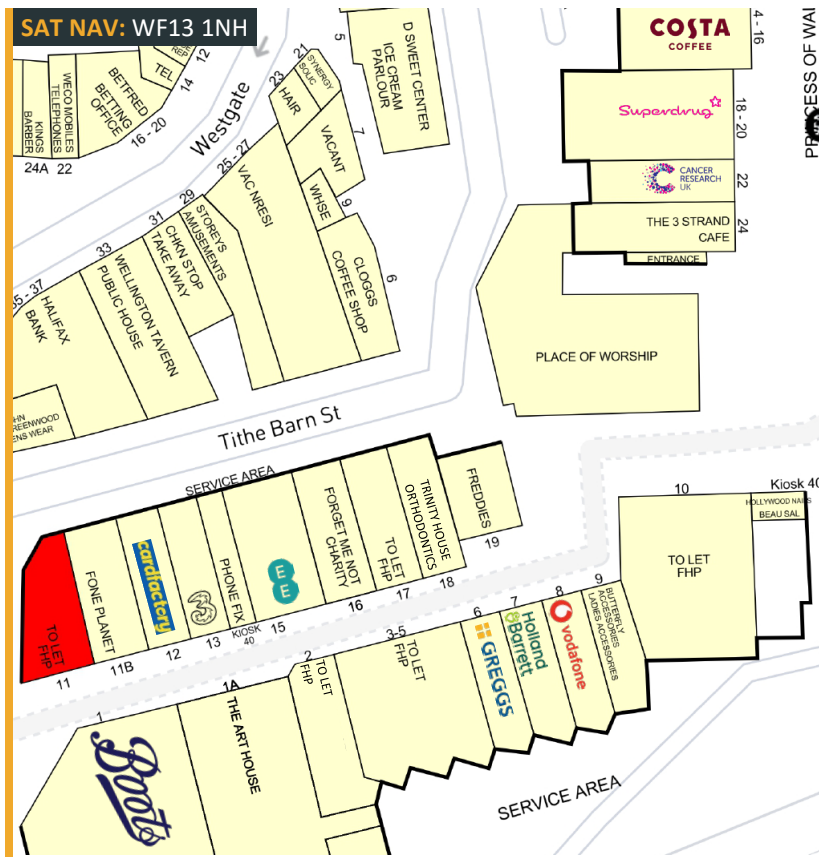 SAT NAV: WF13 1NH
COSTA
COFFEE
4 - 16
Superdrug
18 - 20
CANCER
RESEARCH
UK
22
THE 3 STRAND
CAFE
24
ENTRANCE
PLACE OF WORSHIP
D SWEET CENTER
ICE CREAM
PARLOUR
5
12
TEL
14
BETFRED
BETTING
OFFICE
16 - 20
WECO MOBILES
TELEPHONES
22
KINGS
BARBER
24A
Westgate
21
SYNERGY
SOLIC
23
HAIR
7
VACANT
WHSE
9
CLOGGS
COFFEE SHOP
6
25 - 27
VAC NRESI
29
STOREYS
AMUSEMENTS
31
CHKN STOP
TAKE AWAY
33
WELLINGTON TAVERN
PUBLIC HOUSE
35 - 37
HALIFAX
BANK
Tithe Barn St
SERVICE AREA
TO LET
FHP
11
FONE PLANET
11B
cardfactory
12
3
13
PHONE FIX
KIOSK
40
EE
15
FORGET ME NOT
CHARITY
16
TO LET
FHP
17
TRINITY HOUSE
ORTHODONTICS
18
FREDDIES
19
1
Boots
1A
THE ART HOUSE
2
TO LET
FHP
3-5
TO LET
FHP
6
GREGGS
7
Holland
&Barrett
8
vodafone
9
BUTTERFLY
ACCESSORIES
LADIES ACCESSORIES
10
TO LET
FHP
Kiosk 40
HOLLYWOOD NAILS
BEAU SAL
SERVICE AREA